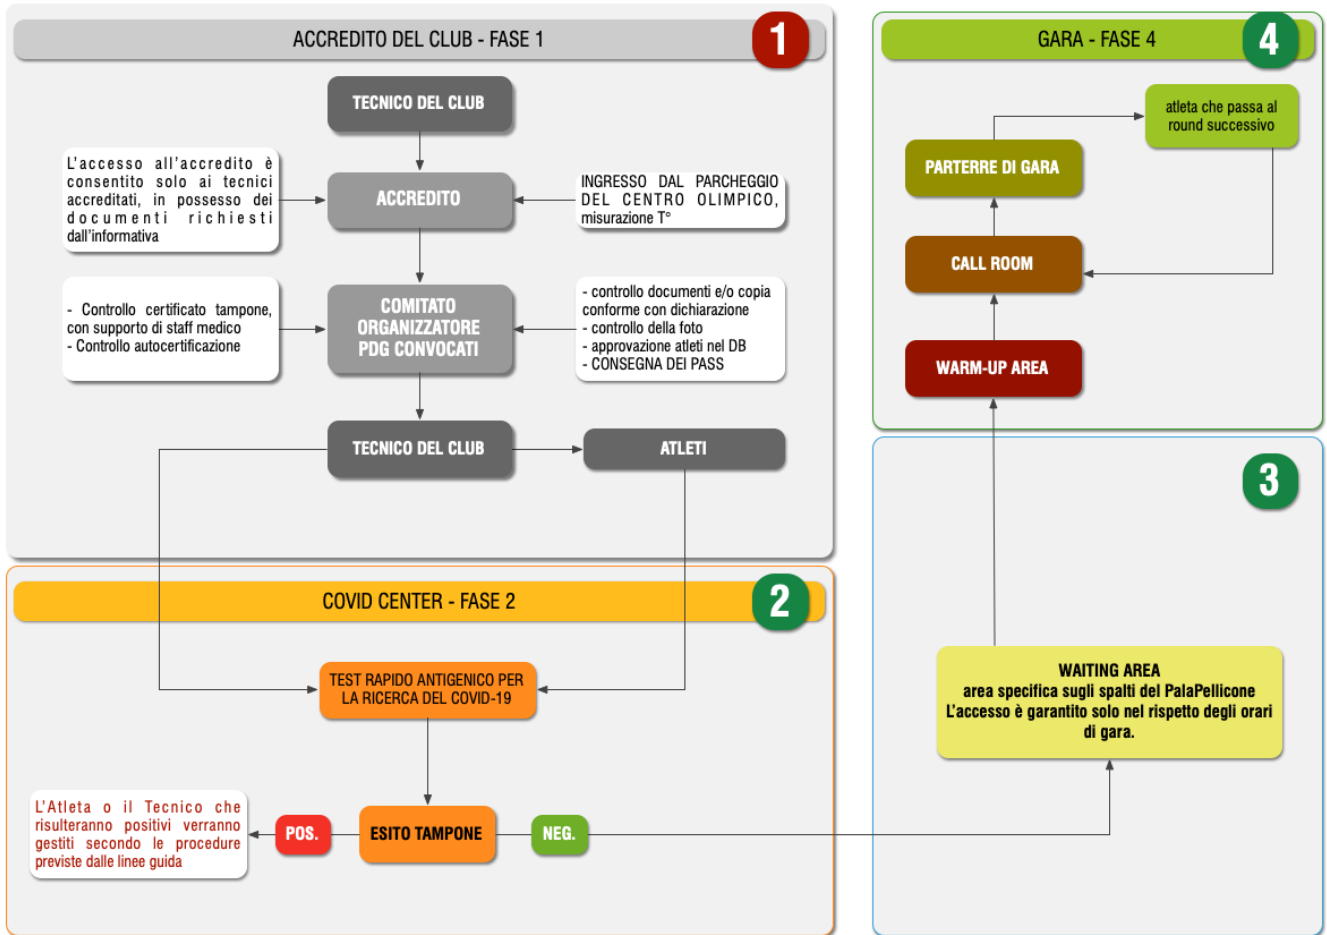 ACCREDITO DEL CLUB - FASE 1
1
TECNICO DEL CLUB
L'accesso all'accredito è
consentito solo ai tecnici
accreditati, in possesso dei
documenti richiesti
dall'informativa
ACCREDITO
INGRESSO DAL PARCHEGGIO
DEL CENTRO OLIMPICO,
misurazione T°
- Controllo certificato tampone,
con supporto di staff medico
- Controllo autocertificazione
COMITATO
ORGANIZZATORE
PDG CONVOCATI
- controllo documenti e/o copia
conforme con dichiarazione
- controllo della foto
- approvazione atleti nel DB
- CONSEGNA DEI PASS
TECNICO DEL CLUB
ATLETI
COVID CENTER - FASE 2
2
TEST RAPIDO ANTIGENICO PER
LA RICERCA DEL COVID-19
L'Atleta o il Tecnico che
risulteranno positivi verranno
gestiti secondo le procedure
previste dalle linee guida
POS.
ESITO TAMPONE
NEG.
3
WAITING AREA
area specifica sugli spalti del PalaPellicone
L'accesso è garantito solo nel rispetto degli orari
di gara.
GARA - FASE 4
4
atleta che passa al
round successivo
PARTERRE DI GARA
CALL ROOM
WARM-UP AREA